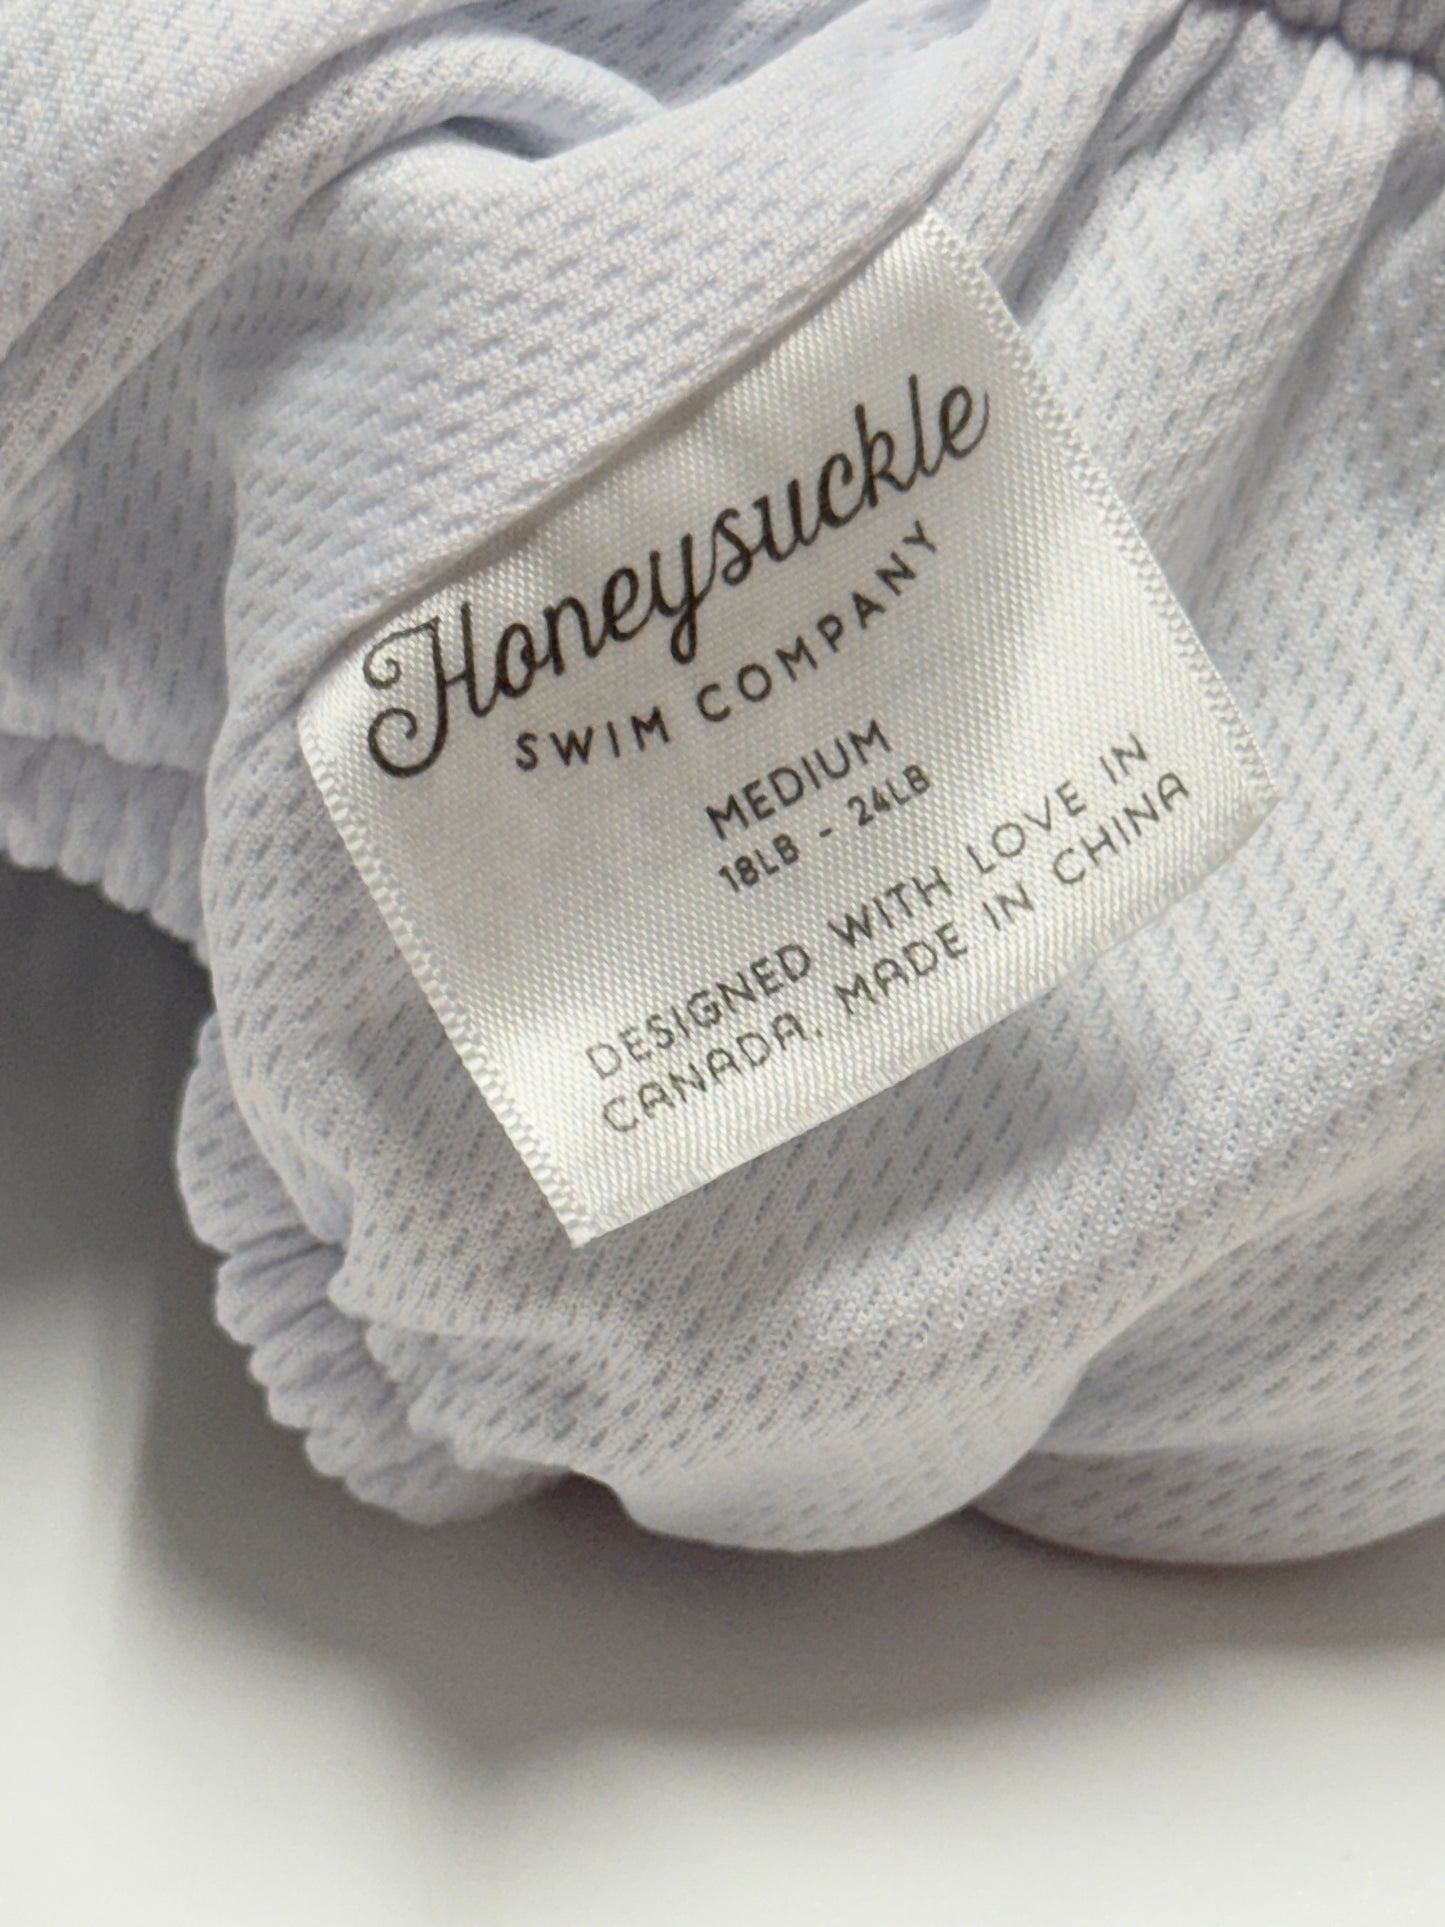 Honeysuckle
SWIM COMPANY
MEDIUM
18LB - 24LB
DESIGNED WITH LOVE IN
CANADA. MADE IN CHINA